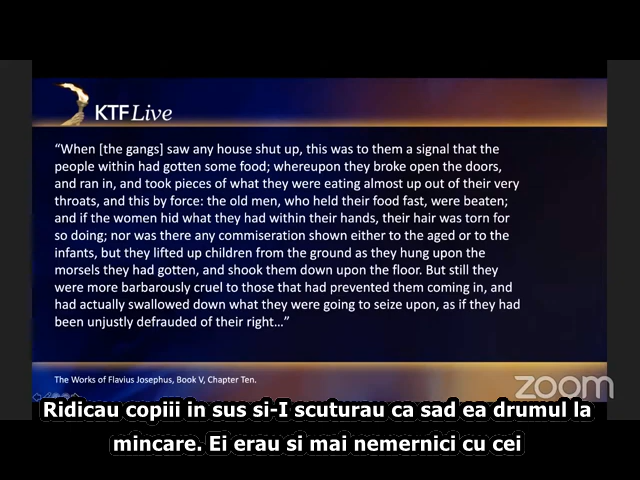 KTF Live
“When [the gangs] saw any house shut up, this was to them a signal that the
people within had gotten some food; whereupon they broke open the doors,
and ran in, and took pieces of what they were eating almost up out of their very
throats, and this by force: the old men, who held their food fast, were beaten;
and if the women hid what they had within their hands, their hair was torn for
so doing; nor was there any commiseration shown either to the aged or to the
infants, but they lifted up children from the ground as they hung upon the
morsels they had gotten, and shook them down upon the floor. But still they
were more barbarously cruel to those that had prevented them coming in, and
had actually swallowed down what they were going to seize upon, as if they had
been unjustly defrauded of their right…”
The Works of Flavius Josephus, Book V, Chapter Ten.
zoom
Ridicau copiii in sus si-I scuturau ca sad ea drumul la
mincare. Ei erau si mai nemernici cu cei